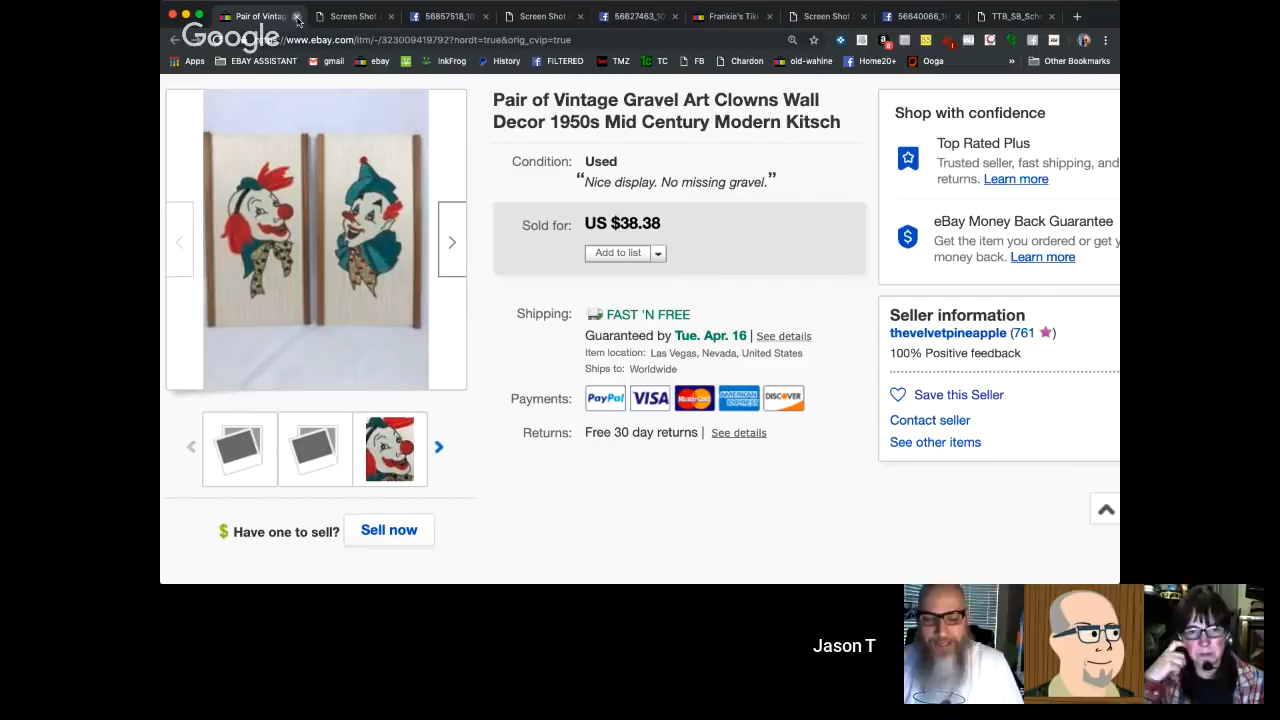 Pair of Vintag
Screen Shot
56857518_10
Screen Shot
56627463_10
Frankie's Tiki
Screen Shot
56640066_10
TTB_SB_Sch
Google
www.ebay.com/itm/-/323009419792?nordt=true&orig_cvip=true
Apps
EBAY ASSISTANT
gmail
ebay
InkFrog
History
FILTERED
TMZ
TC
FB
Chardon
old-wahine
Home20+
Ooga
»
Other Bookmarks
Pair of Vintage Gravel Art Clowns Wall
Decor 1950s Mid Century Modern Kitsch
Condition: Used
“Nice display. No missing gravel.”
Sold for: US $38.38
Add to list
Shipping: FAST 'N FREE
Guaranteed by Tue. Apr. 16 | See details
Item location: Las Vegas, Nevada, United States
Ships to: Worldwide
Payments: PayPal VISA MasterCard AMERICAN EXPRESS DISCOVER
Returns: Free 30 day returns | See details
$ Have one to sell? Sell now
Shop with confidence
Top Rated Plus
Trusted seller, fast shipping, and
returns. Learn more
eBay Money Back Guarantee
Get the item you ordered or get y
money back. Learn more
Seller information
thevelvetpineapple (761 )
100% Positive feedback
Save this Seller
Contact seller
See other items
Jason T